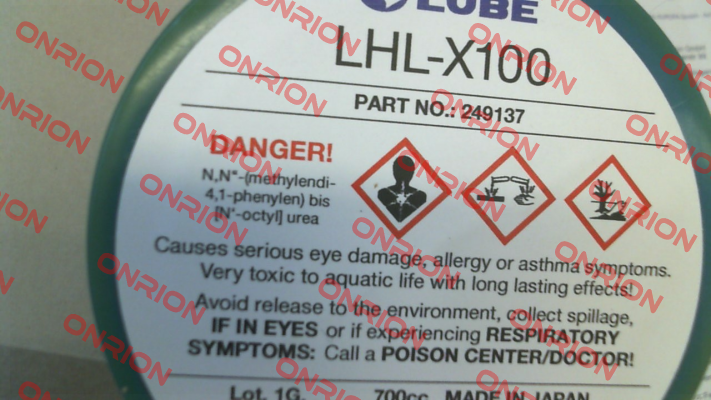 LUBE
LHL-X100
PART NO.: 249137
DANGER!
N,N"-(methylendi-
4,1-phenylen) bis
[N'-octyl] urea
Causes serious eye damage, allergy or asthma symptoms.
Very toxic to aquatic life with long lasting effects!
Avoid release to the environment, collect spillage,
IF IN EYES or if experiencing RESPIRATORY
SYMPTOMS: Call a POISON CENTER/DOCTOR!
Lot. 1G. 700cc MADE IN JAPAN
ONRION